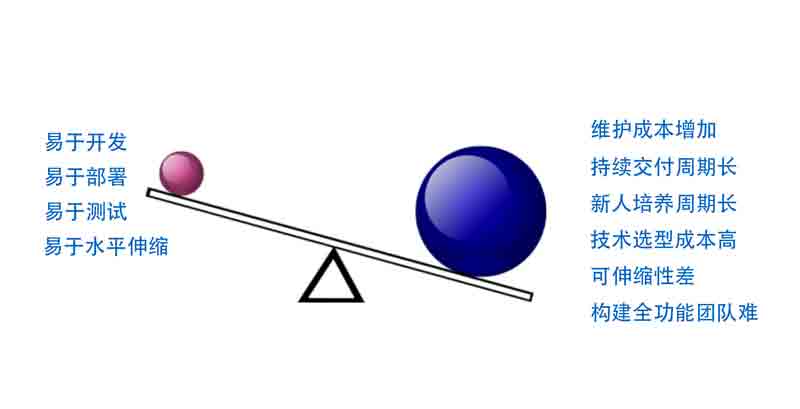 易于开发
易于部署
易于测试
易于水平伸缩
维护成本增加
持续交付周期长
新人培养周期长
技术选型成本高
可伸缩性差
构建全功能团队难